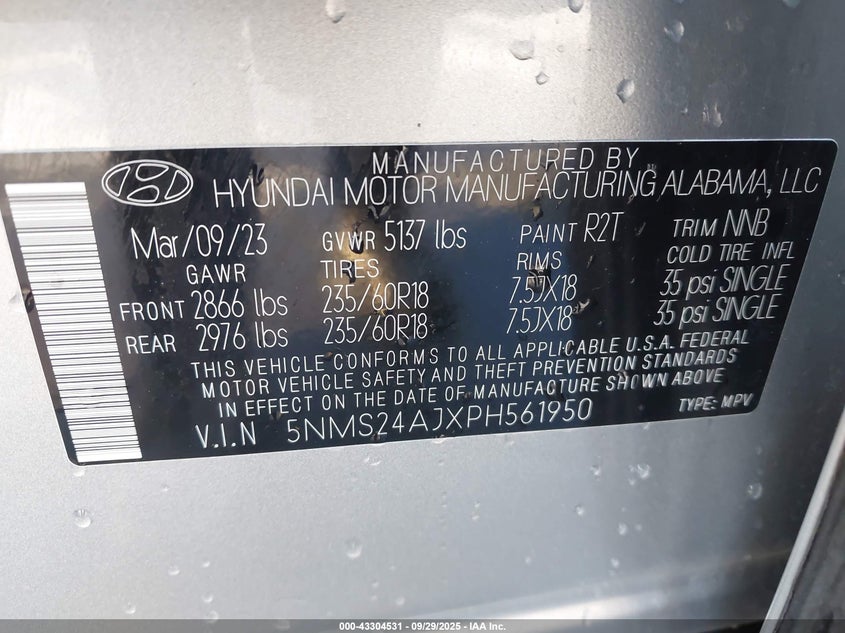 MANUFACTURED BY
HYUNDAI MOTOR MANUFACTURING ALABAMA, LLC
Mar/09/23 GVWR 5137 lbs PAINT R2T TRIM NNB
GAWR TIRES RIMS COLD TIRE INFL
FRONT 2866 lbs 235/60R18 7.5JX18 35 psi SINGLE
REAR 2976 lbs 235/60R18 7.5JX18 35 psi SINGLE
THIS VEHICLE CONFORMS TO ALL APPLICABLE U.S.A. FEDERAL
MOTOR VEHICLE SAFETY AND THEFT PREVENTION STANDARDS
IN EFFECT ON THE DATE OF MANUFACTURE SHOWN ABOVE
V.I.N 5NMS24AJXPH561950 TYPE: MPV
000-43304531 - 09/29/2025 - IAA Inc.